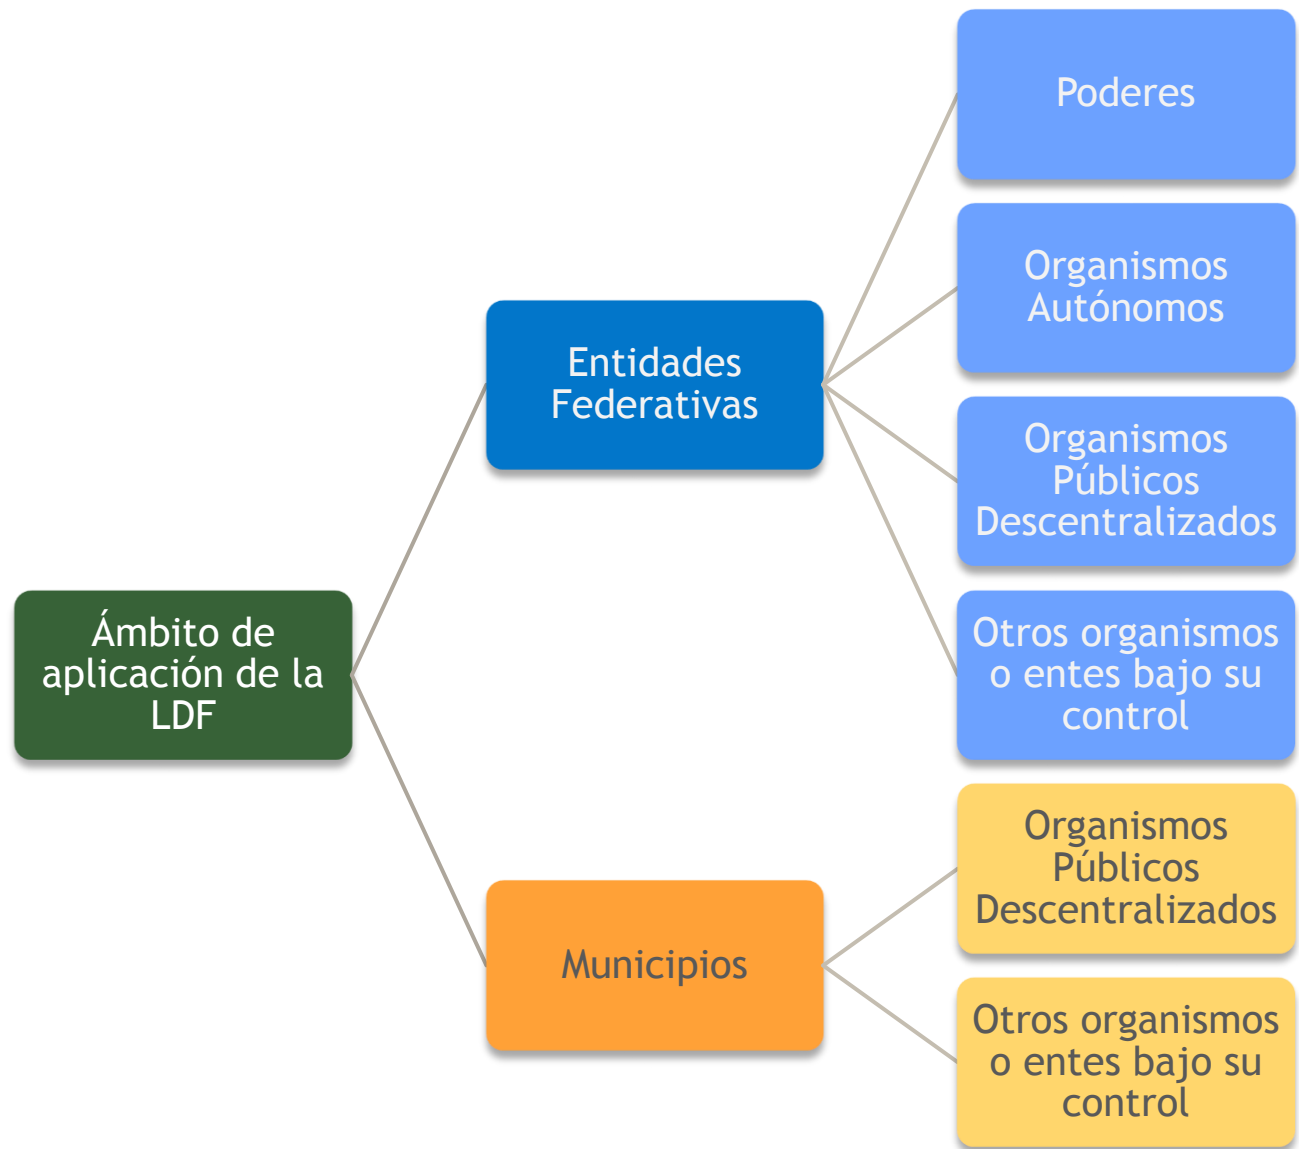 Ámbito de
aplicación de la
LDF
Entidades
Federativas
Poderes
Organismos
Autónomos
Organismos
Públicos
Descentralizados
Otros organismos
o entes bajo su
control
Municipios
Organismos
Públicos
Descentralizados
Otros organismos
o entes bajo su
control